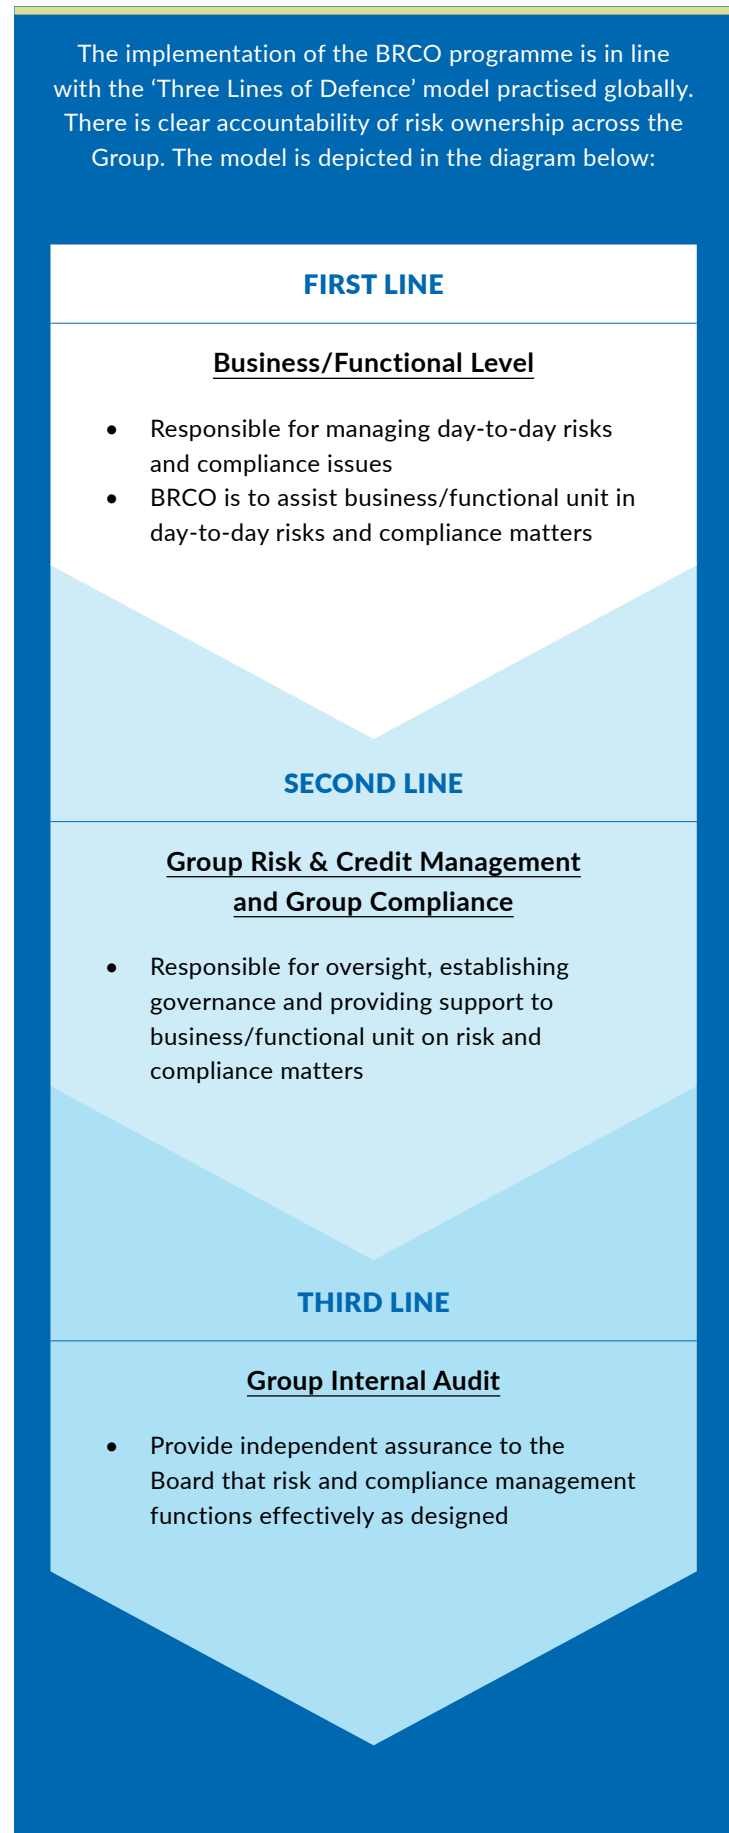 The implementation of the BRCO programme is in line
with the ‘Three Lines of Defence’ model practised globally.
There is clear accountability of risk ownership across the
Group. The model is depicted in the diagram below:
FIRST LINE
Business/Functional Level
• Responsible for managing day-to-day risks
and compliance issues
• BRCO is to assist business/functional unit in
day-to-day risks and compliance matters
SECOND LINE
Group Risk & Credit Management
and Group Compliance
• Responsible for oversight, establishing
governance and providing support to
business/functional unit on risk and
compliance matters
THIRD LINE
Group Internal Audit
• Provide independent assurance to the
Board that risk and compliance management
functions effectively as designed